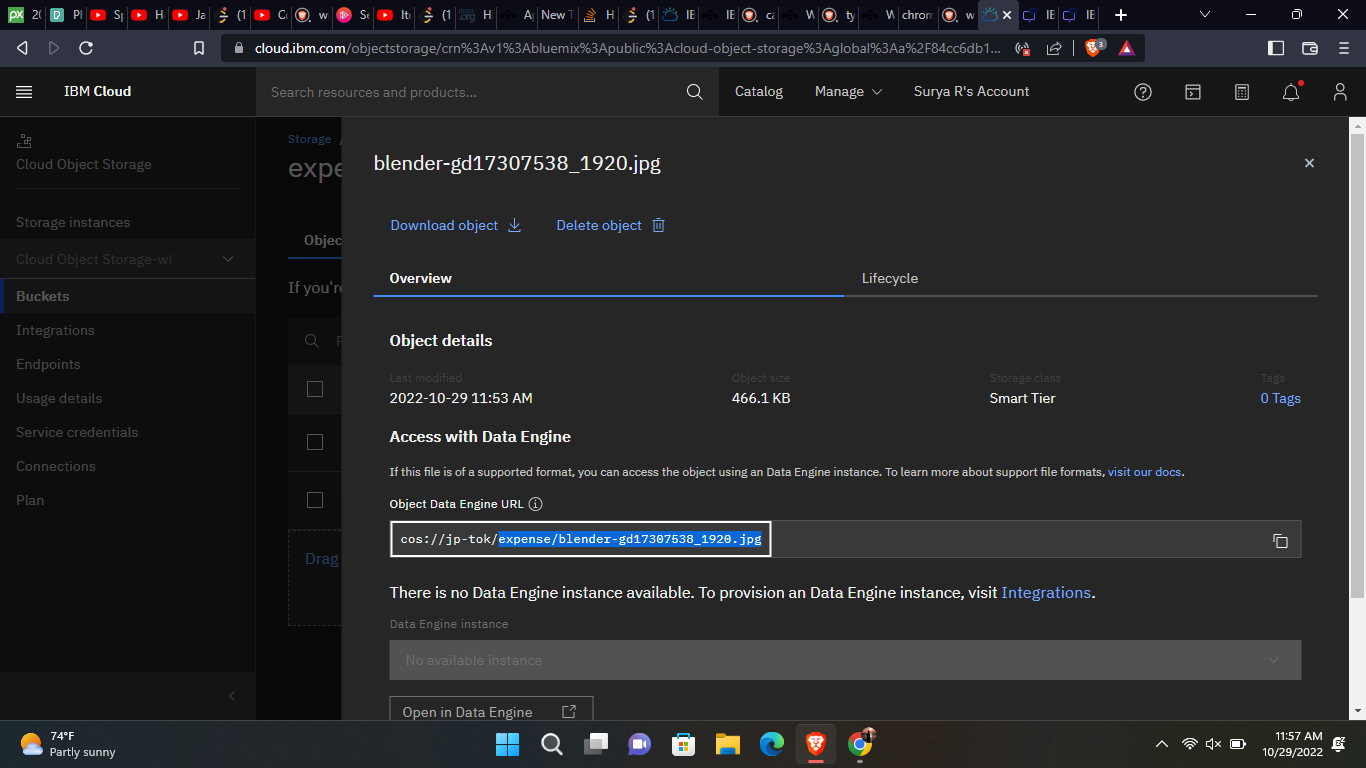 cloud.ibm.com/objectstorage/crn%3Av1%3Abluemix%3Apublic%3Acloud-object-storage%3Aglobal%3Aa%2F84cc6db1...
3
IBM Cloud
Search resources and products...
Catalog
Manage
Surya R's Account
Cloud Object Storage
Storage instances
Cloud Object Storage-wi
Buckets
Integrations
Endpoints
Usage details
Service credentials
Connections
Plan
Storage /
expe
Objec
If you're
Drag
blender-gd17307538_1920.jpg
Download object
Delete object
Overview
Lifecycle
Object details
Last modified
Object size
Storage class
Tags
2022-10-29 11:53 AM
466.1 KB
Smart Tier
0 Tags
Access with Data Engine
If this file is of a supported format, you can access the object using an Data Engine instance. To learn more about support file formats, visit our docs.
Object Data Engine URL
cos://jp-tok/expense/blender-gd17307538_1920.jpg
There is no Data Engine instance available. To provision an Data Engine instance, visit Integrations.
Data Engine instance
No available instance
Open in Data Engine
74°F
Partly sunny
11:57 AM
10/29/2022